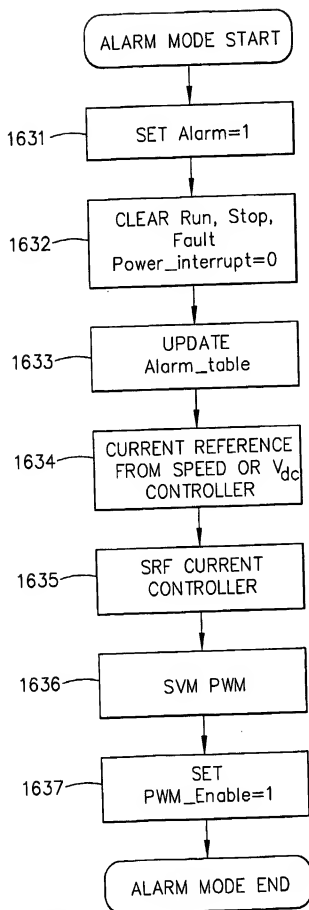 ALARM MODE START
1631
SET Alarm=1
1632
CLEAR Run, Stop,
Fault
Power_interrupt=0
1633
UPDATE
Alarm_table
1634
CURRENT REFERENCE
FROM SPEED OR Vdc
CONTROLLER
1635
SRF CURRENT
CONTROLLER
1636
SVM PWM
1637
SET
PWM_Enable=1
ALARM MODE END